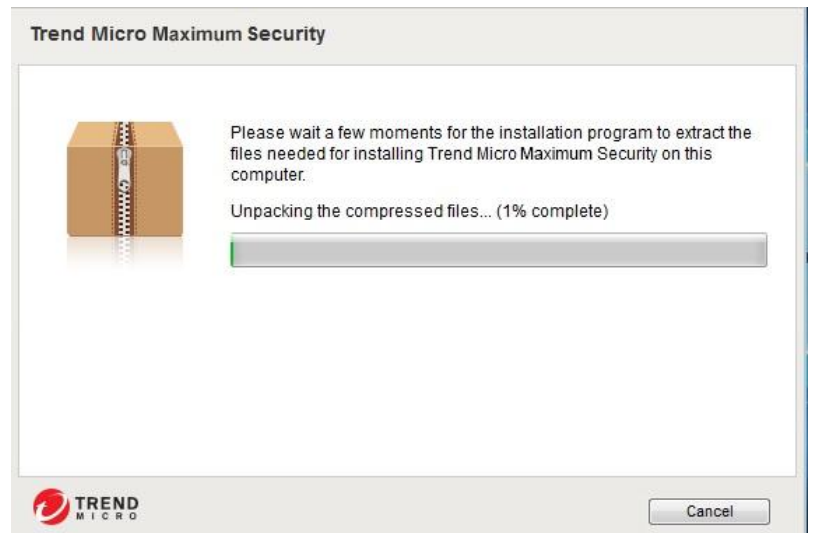 Trend Micro Maximum Security
Please wait a few moments for the installation program to extract the
files needed for installing Trend Micro Maximum Security on this
computer.
Unpacking the compressed files... (1% complete)
TREND
MICRO
Cancel